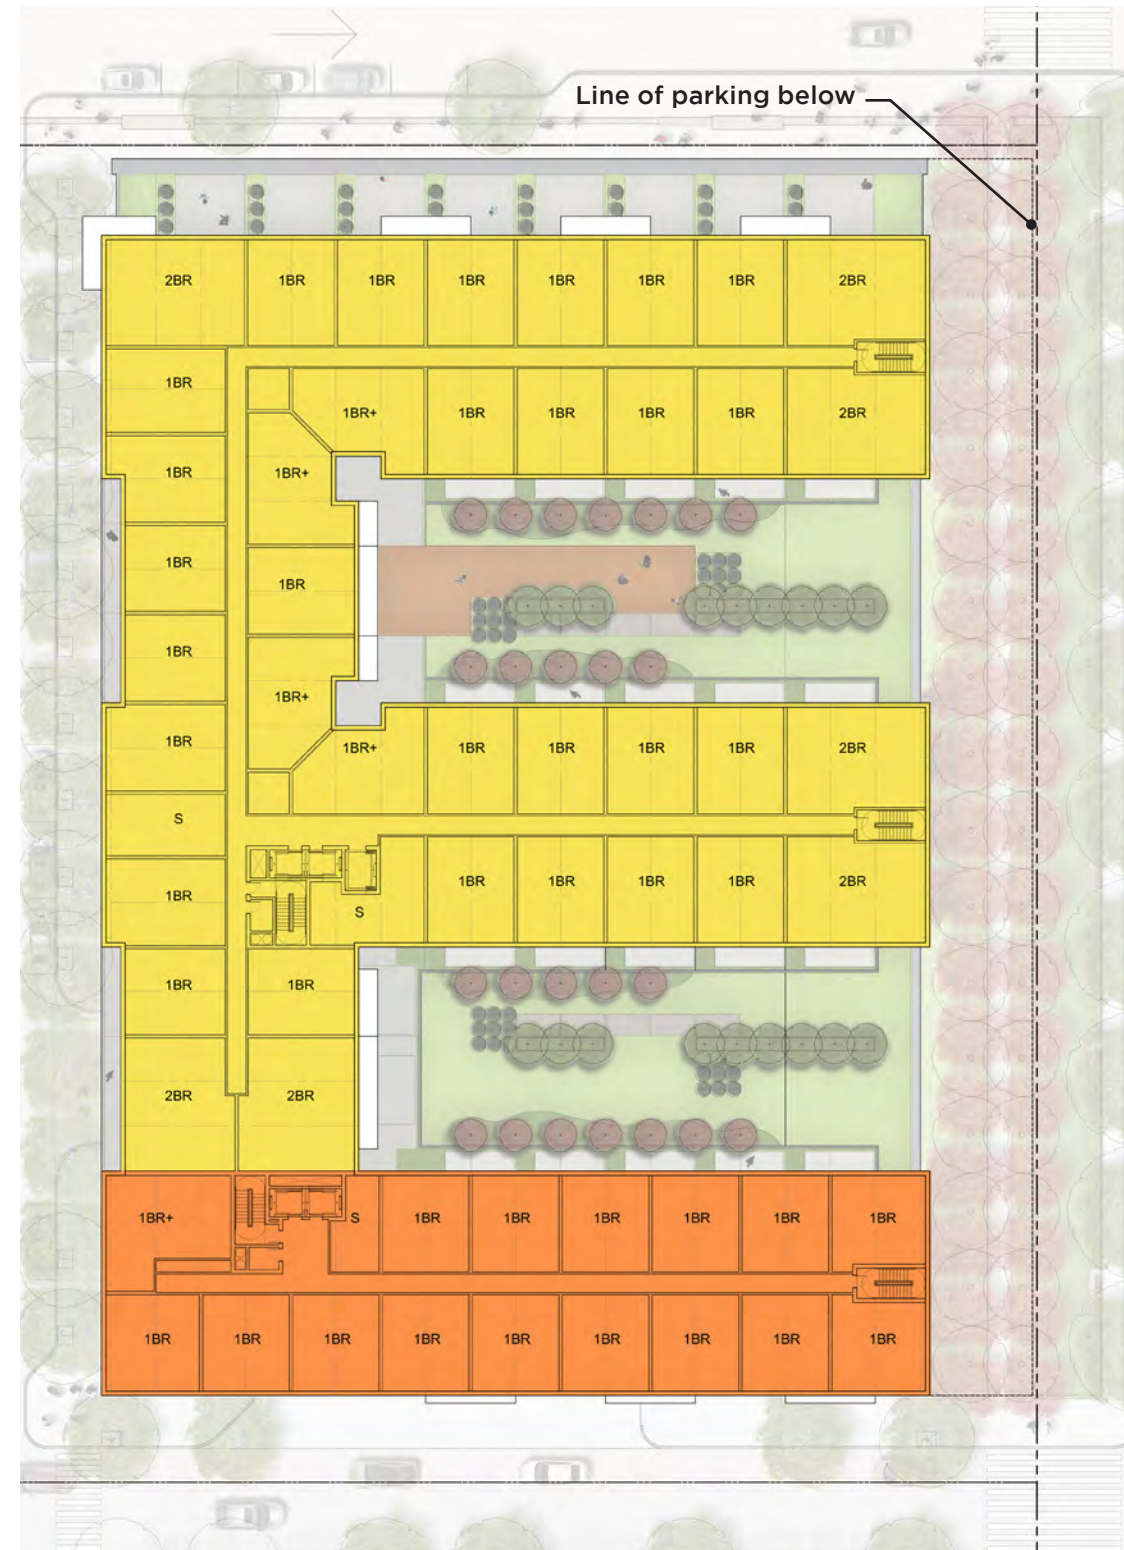 Line of parking below
2BR 1BR 1BR 1BR 1BR 1BR 1BR 2BR
1BR
1BR+ 1BR 1BR 1BR 1BR 2BR
1BR 1BR+
1BR
1BR
1BR
1BR+
1BR 1BR+ 1BR 1BR 1BR 1BR 2BR
S
1BR 1BR 1BR 1BR 1BR 2BR
S
1BR 1BR
2BR 2BR
1BR+ S 1BR 1BR 1BR 1BR 1BR 1BR
1BR 1BR 1BR 1BR 1BR 1BR 1BR 1BR 1BR